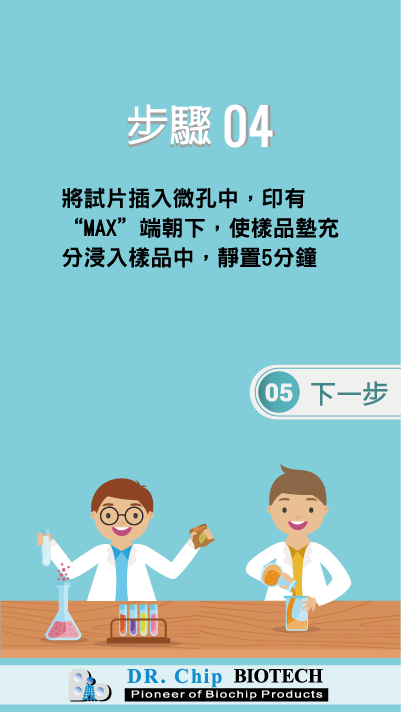 步驟 04
將試片插入微孔中，印有
“MAX”端朝下，使樣品墊充
分浸入樣品中，靜置5分鐘
05 下一步
DR. Chip BIOTECH
Pioneer of Biochip Products